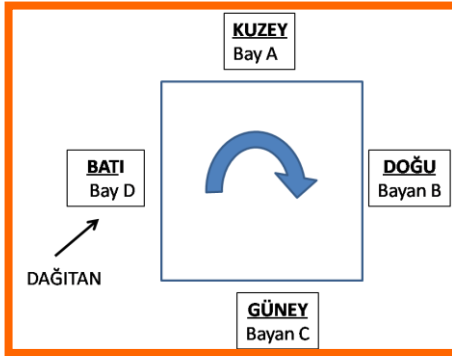 KUZEY
Bay A
BATI
Bay D
DOĞU
Bayan B
DAĞITAN
GÜNEY
Bayan C